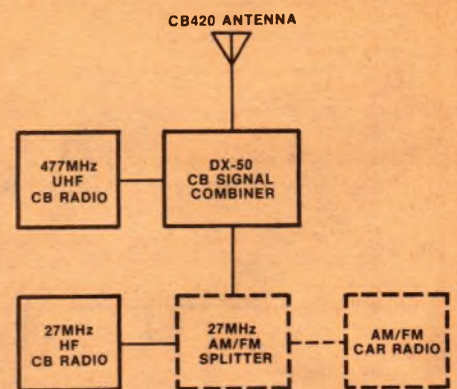 CB420 ANTENNA
477MHz
UHF
CB RADIO
DX-50
CB SIGNAL
COMBINER
27MHz
HF
CB RADIO
27MHz
AM/FM
SPLITTER
AM/FM
CAR RADIO